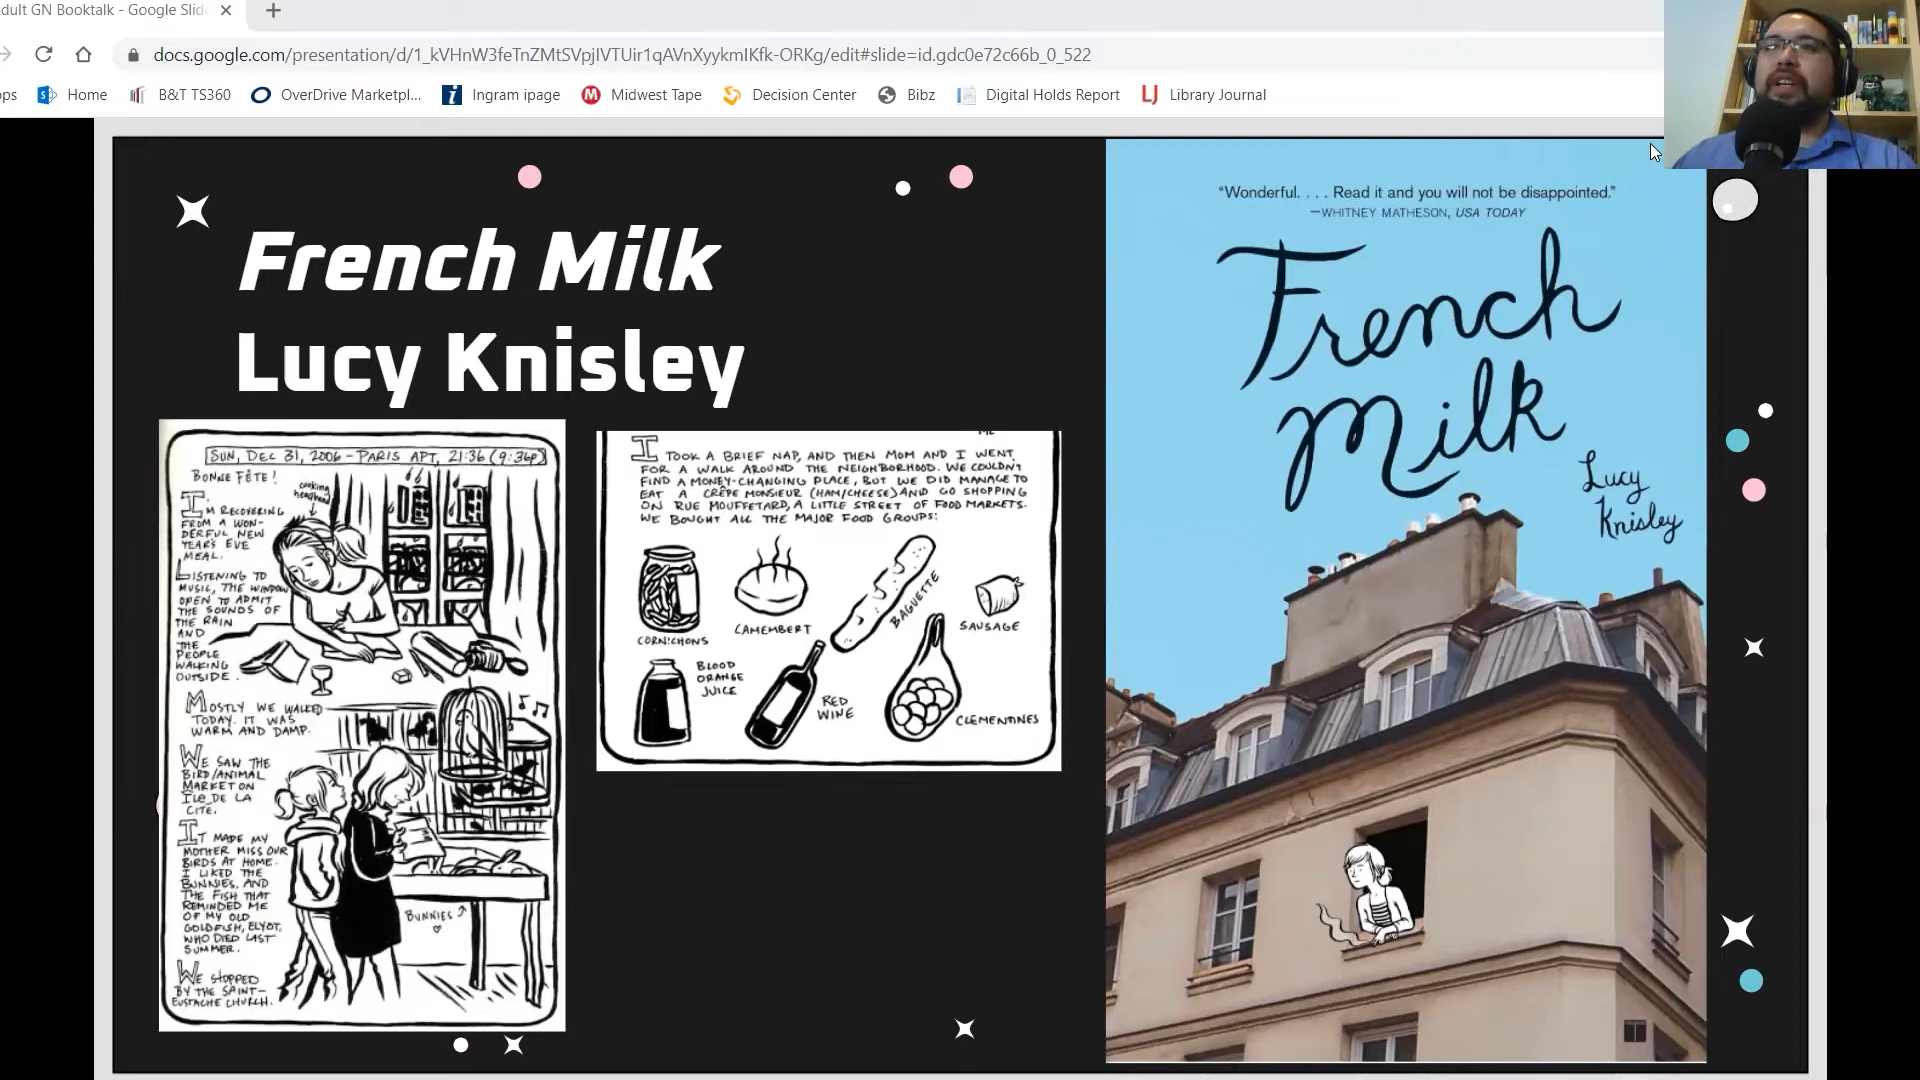 dult GN Booktalk - Google Slid
docs.google.com/presentation/d/1_kVHnW3feTnZMtSVpjIVTUir1qAVnXyykmIKfk-ORKg/edit#slide=id.gdc0e72c66b_0_522
ps Home B&T TS360 OverDrive Marketpl... Ingram ipage Midwest Tape Decision Center Bibz Digital Holds Report Library Journal
French Milk
Lucy Knisley
SUN, DEC 31, 2006 - PARIS APT, 21:36 (9:36P)
BONNE FÊTE!
cooking
headband
I'M RECOVERING
FROM A WON-
DERFUL NEW
YEAR'S EVE
MEAL.
LISTENING TO
MUSIC, THE WINDOW
OPEN TO ADMIT
THE SOUNDS OF
THE RAIN
AND
THE
PEOPLE
WALKING
OUTSIDE.
MOSTLY WE WALKED
TODAY. IT WAS
WARM AND DAMP.
WE SAW THE
BIRD/ANIMAL
MARKET ON
ÎLE DE LA
CITE.
IT MADE MY
MOTHER MISS OUR
BIRDS AT HOME.
I LIKED THE
BUNNIES, AND
THE FISH THAT
REMINDED ME
OF MY OLD
GOLDFISH, ELYOT,
WHO DIED LAST
SUMMER.
BUNNIES
WE STOPPED
BY THE SAINT-
EUSTACHE CHURCH.
I TOOK A BRIEF NAP, AND THEN MOM AND I WENT
FOR A WALK AROUND THE NEIGHBORHOOD. WE COULDN'T
FIND A MONEY-CHANGING PLACE, BUT WE DID MANAGE TO
EAT A CRÊPE MONSIEUR (HAM/CHEESE) AND GO SHOPPING
ON RUE MOUFFETARD, A LITTLE STREET OF FOOD MARKETS.
WE BOUGHT ALL THE MAJOR FOOD GROUPS:
CORNICHONS
CAMEMBERT
BAGUETTE
SAUSAGE
BLOOD
ORANGE
JUICE
RED
WINE
CLEMENTINES
"Wonderful. . . . Read it and you will not be disappointed."
—WHITNEY MATHESON, USA TODAY
French
Milk
Lucy
Knisley